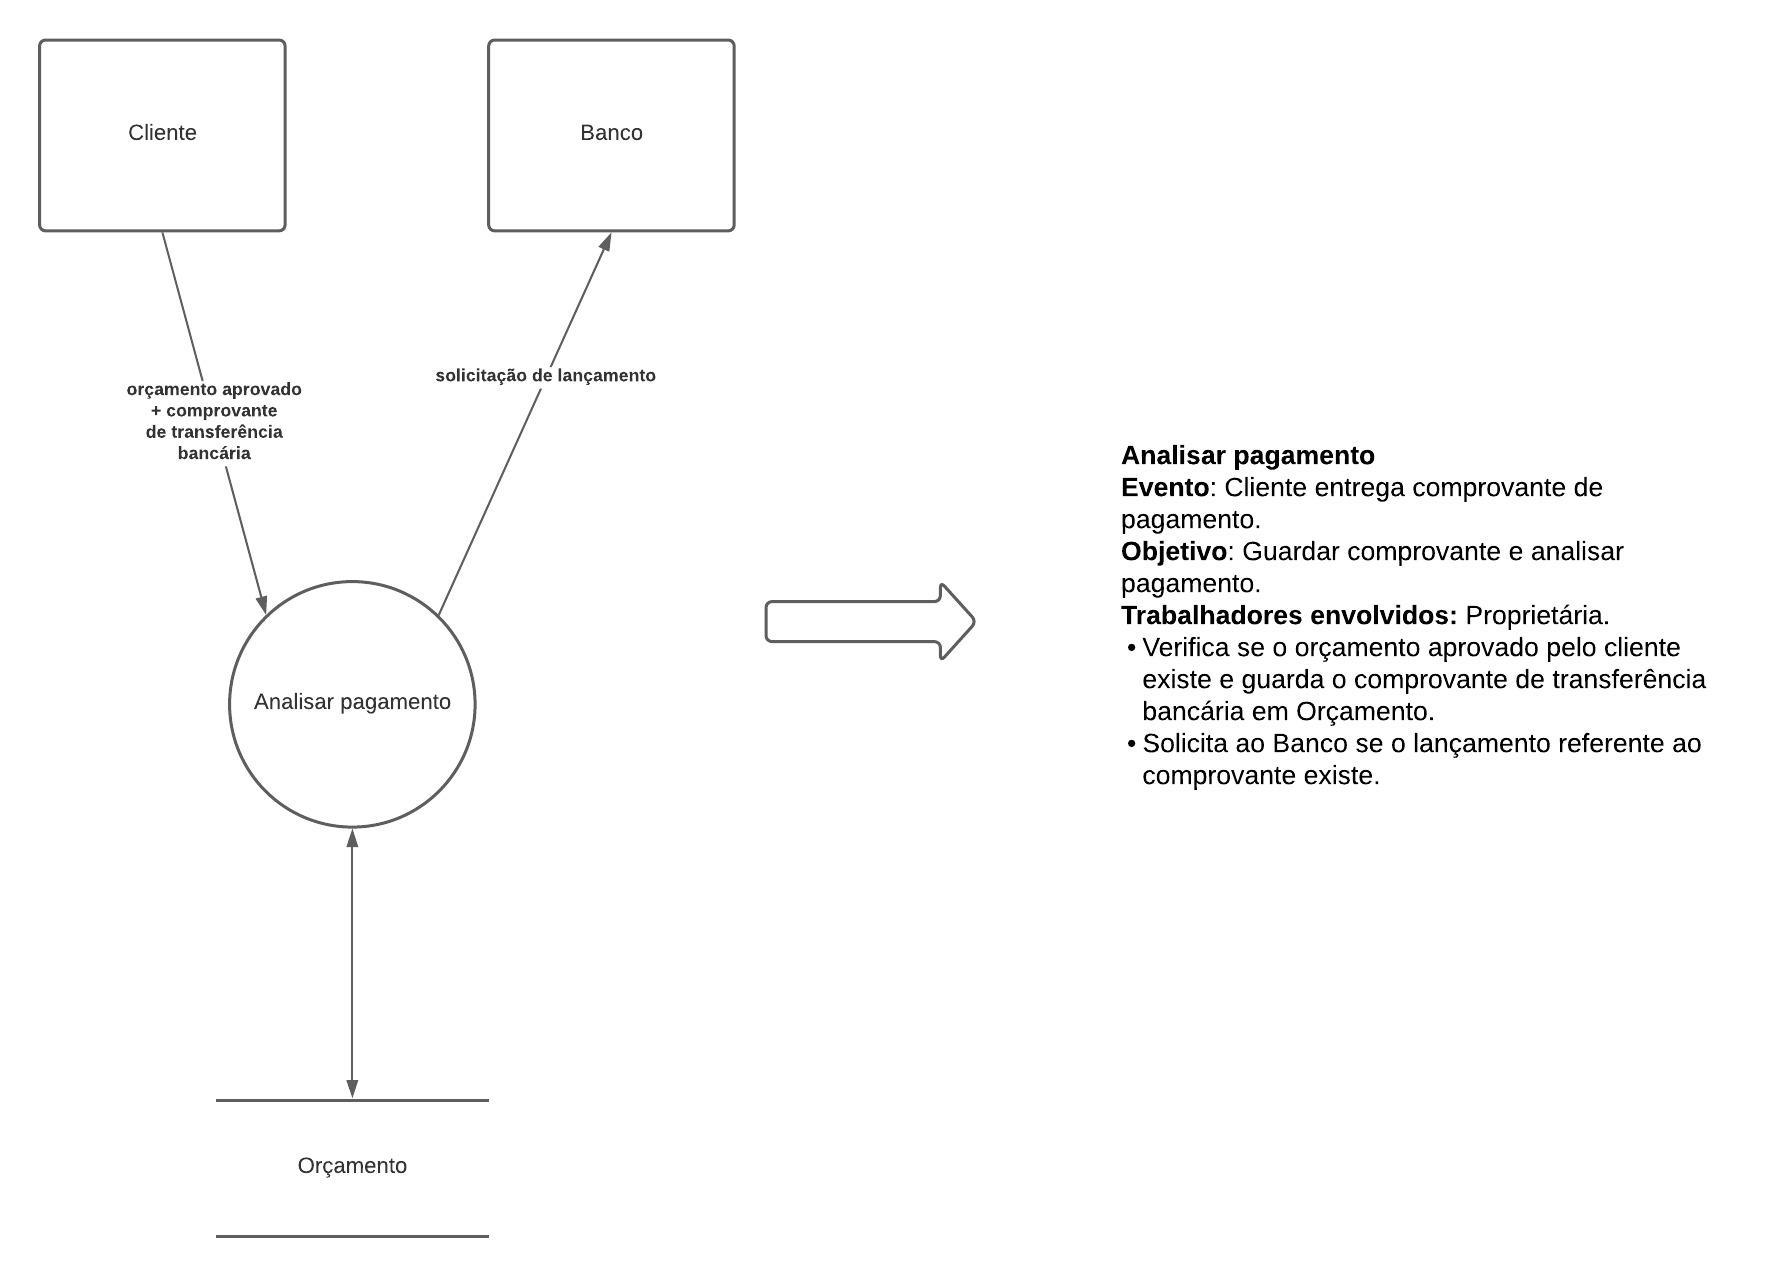 Cliente
Banco
orçamento aprovado
+ comprovante
de transferência
bancária
solicitação de lançamento
Analisar pagamento
Orçamento
Analisar pagamento
Evento: Cliente entrega comprovante de
pagamento.
Objetivo: Guardar comprovante e analisar
pagamento.
Trabalhadores envolvidos: Proprietária.
• Verifica se o orçamento aprovado pelo cliente
existe e guarda o comprovante de transferência
bancária em Orçamento.
• Solicita ao Banco se o lançamento referente ao
comprovante existe.